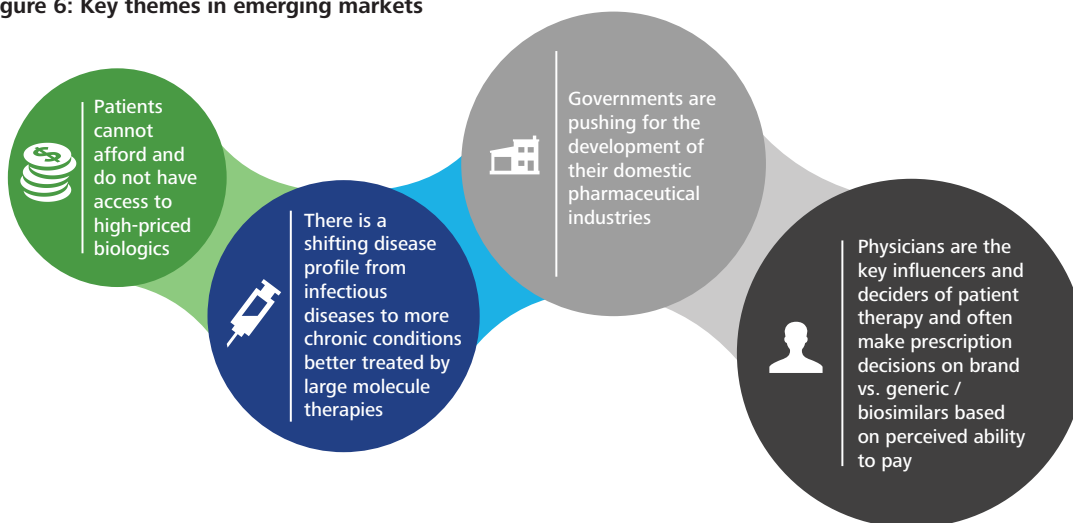 gure 6: Key themes in emerging markets
Patients
cannot
afford and
do not have
access to
high-priced
biologics
There is a
shifting disease
profile from
infectious
diseases to more
chronic conditions
better treated by
large molecule
therapies
Governments are
pushing for the
development of
their domestic
pharmaceutical
industries
Physicians are the
key influencers and
deciders of patient
therapy and often
make prescription
decisions on brand
vs. generic /
biosimilars based
on perceived ability
to pay